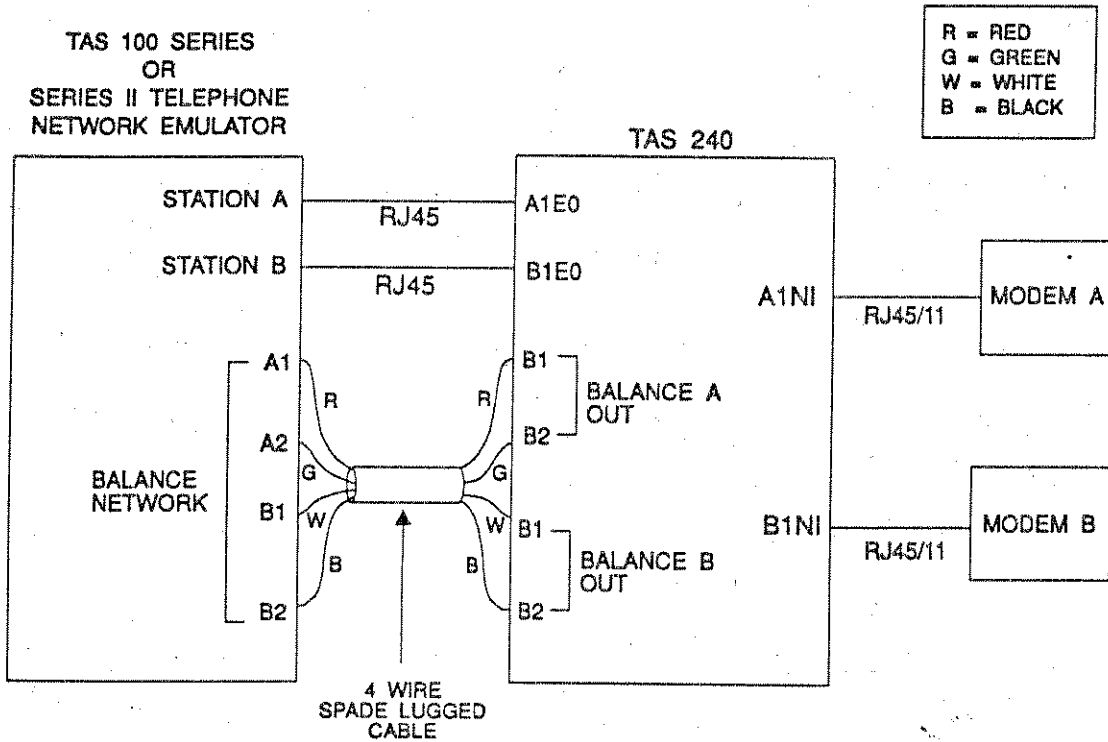 TAS 100 SERIES
OR
SERIES II TELEPHONE
NETWORK EMULATOR
R = RED
G = GREEN
W = WHITE
B = BLACK
TAS 240
STATION A
RJ45
A1E0
STATION B
RJ45
B1E0
A1NI
RJ45/11
MODEM A
A1
R
R
B1
BALANCE A
OUT
A2
G
G
B2
BALANCE
NETWORK
B1
W
W
B1
BALANCE B
OUT
B
B
B2
B2
B1NI
RJ45/11
MODEM B
4 WIRE
SPADE LUGGED
CABLE